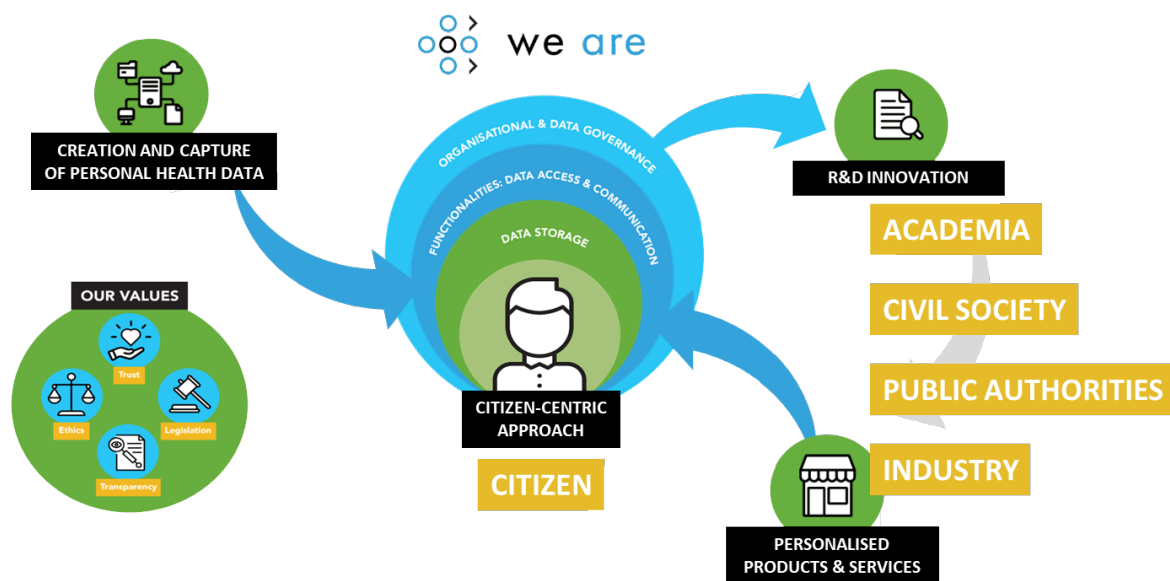 we are
CREATION AND CAPTURE
OF PERSONAL HEALTH DATA
ORGANISATIONAL & DATA GOVERNANCE
FUNCTIONALITIES: DATA ACCESS & COMMUNICATION
DATA STORAGE
CITIZEN-CENTRIC
APPROACH
CITIZEN
R&D INNOVATION
ACADEMIA
CIVIL SOCIETY
PUBLIC AUTHORITIES
INDUSTRY
PERSONALISED
PRODUCTS & SERVICES
OUR VALUES
Trust
Ethics
Legislation
Transparency